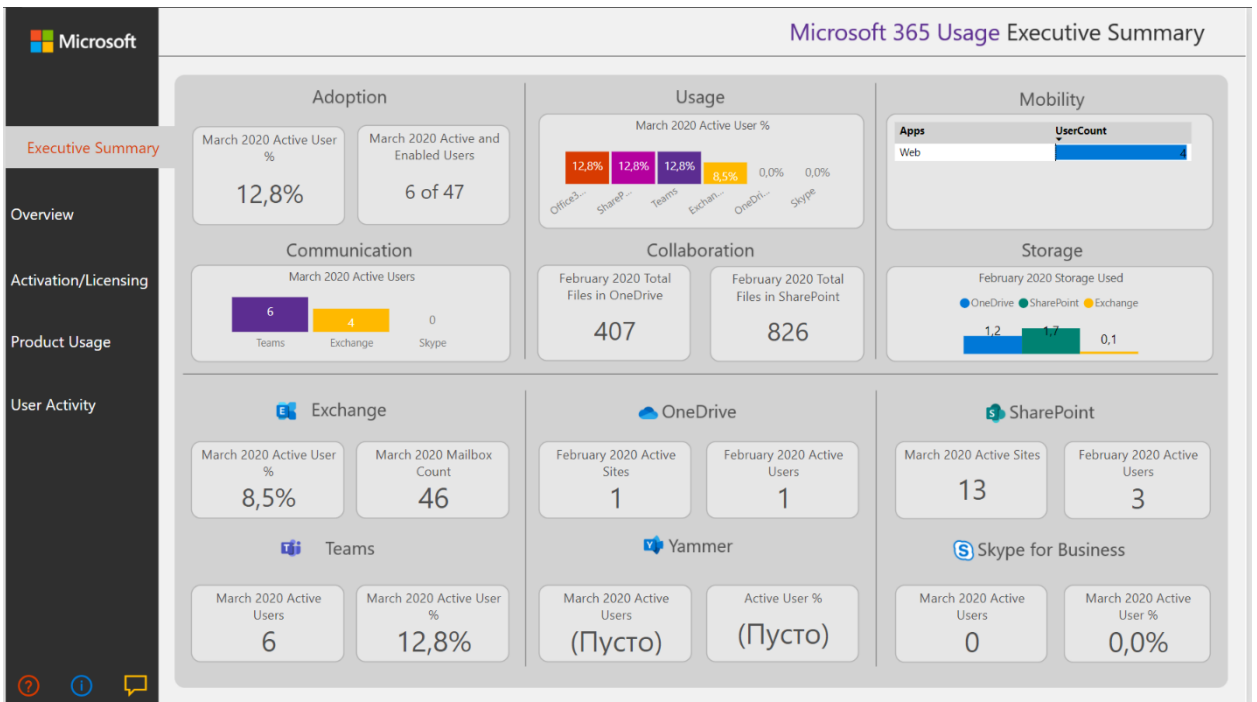 Microsoft
Microsoft 365 Usage Executive Summary
Executive Summary
Overview
Activation/Licensing
Product Usage
User Activity
Adoption
March 2020 Active User
%
12,8%
March 2020 Active and
Enabled Users
6 of 47
Usage
March 2020 Active User %
12,8%
12,8%
12,8%
8,5%
0,0%
0,0%
Office3...
ShareP...
Teams
Exchan...
OneDri...
Skype
Mobility
Apps
UserCount
Web
4
Communication
March 2020 Active Users
6
4
0
Teams
Exchange
Skype
Collaboration
February 2020 Total
Files in OneDrive
407
February 2020 Total
Files in SharePoint
826
Storage
February 2020 Storage Used
OneDrive
SharePoint
Exchange
1,2
1,7
0,1
Exchange
March 2020 Active User
%
8,5%
March 2020 Mailbox
Count
46
OneDrive
February 2020 Active
Sites
1
February 2020 Active
Users
1
SharePoint
March 2020 Active Sites
13
February 2020 Active
Users
3
Teams
March 2020 Active
Users
6
March 2020 Active User
%
12,8%
Yammer
March 2020 Active
Users
(Пусто)
Active User %
(Пусто)
Skype for Business
March 2020 Active
Users
0
March 2020 Active
User %
0,0%